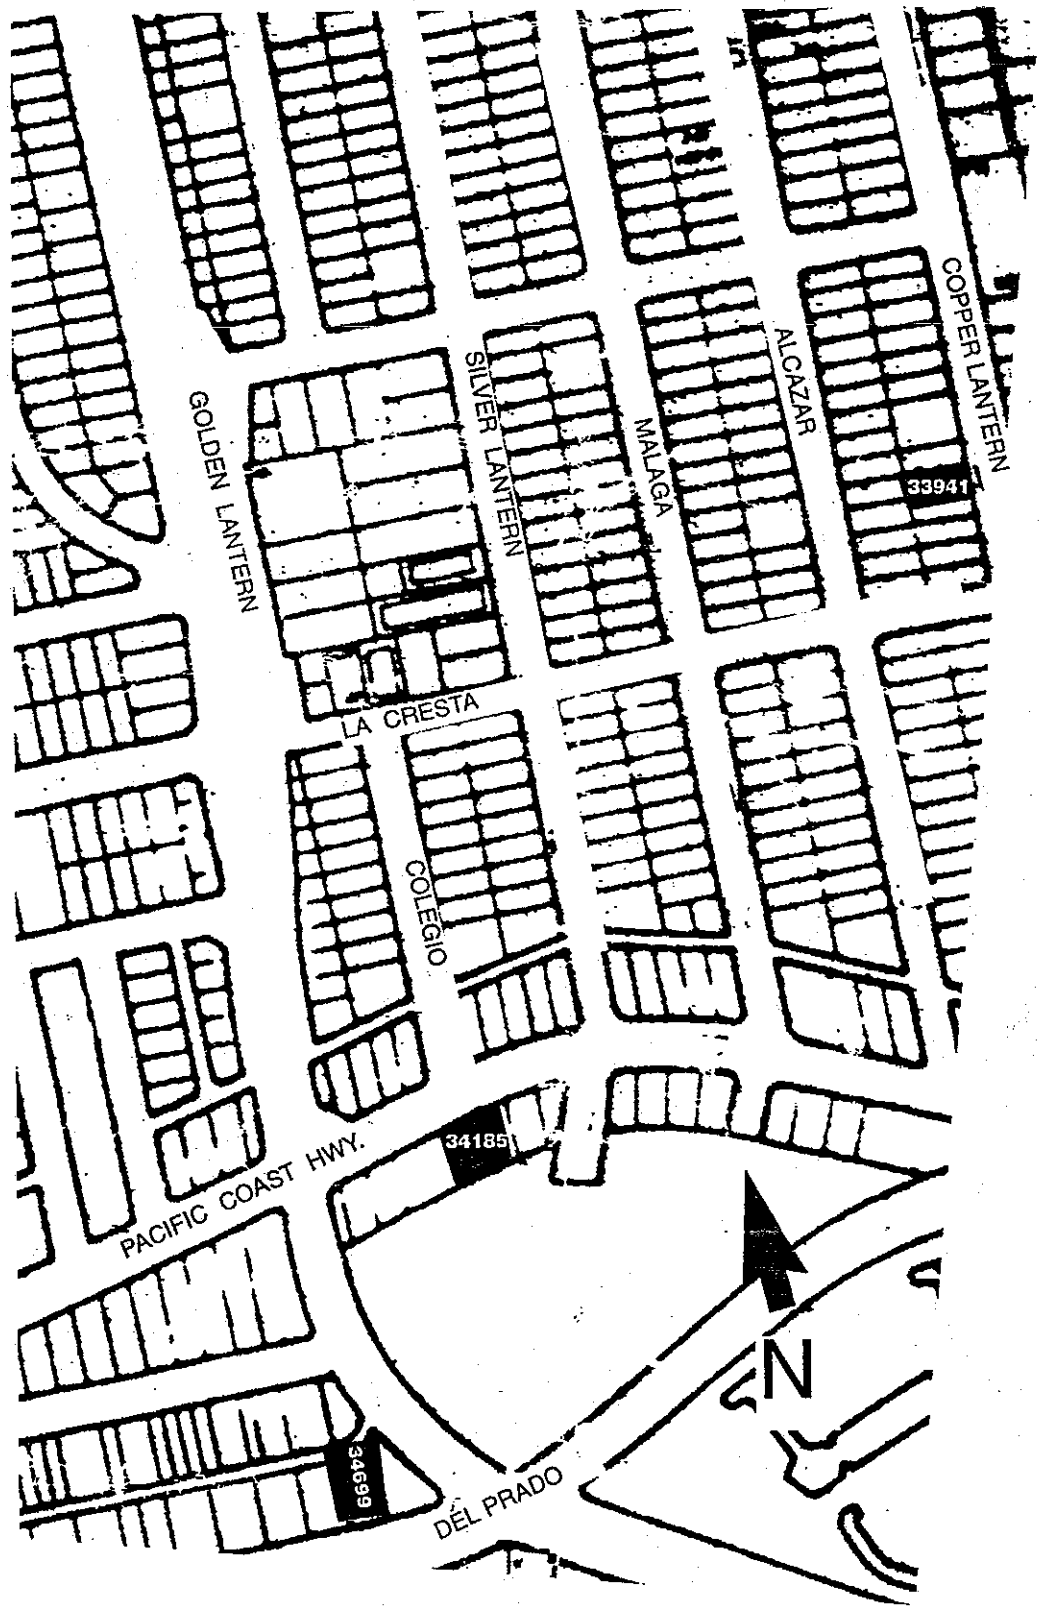 COPPER LANTERN
ALCAZAR
SILVER LANTERN
GOLDEN LANTERN
MALAGA
33941
LA CRESTA
COLEGIO
34185
PACIFIC COAST HWY.
N
34699
DEL PRADO